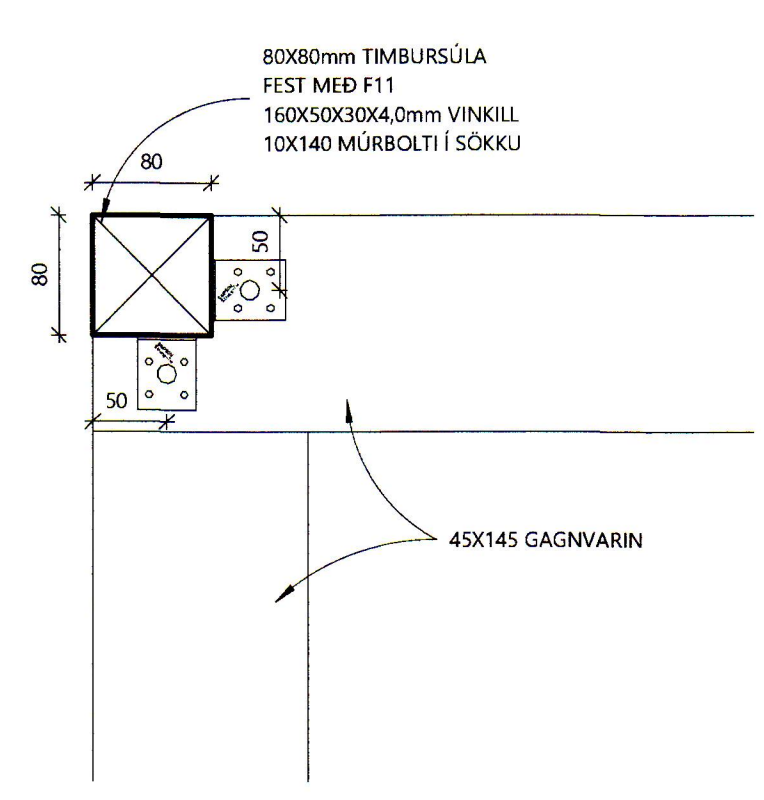 80X80mm TIMBURSÚLA
FEST MEÐ F11
160X50X30X4,0mm VINKILL
10X140 MÚRBOLTI Í SÖKKU
80
80
50
50
45X145 GAGNVARIN